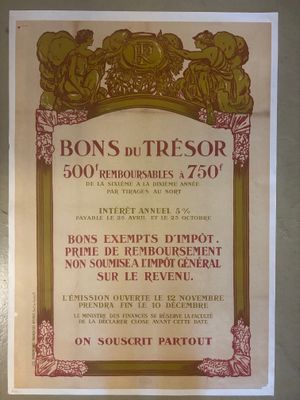 RF
BONS DU TRÉSOR
500f REMBOURSABLES À 750f
DE LA SIXIÈME A LA DIXIÈME ANNÉE
PAR TIRAGES AU SORT
INTÉRÊT ANNUEL 5%
PAYABLE LE 25 AVRIL ET LE 25 OCTOBRE
BONS EXEMPTS D'IMPÔT.
PRIME DE REMBOURSEMENT
NON SOUMISE A L'IMPÔT GÉNÉRAL
SUR LE REVENU.
L'ÉMISSION OUVERTE LE 12 NOVEMBRE
PRENDRA FIN LE 10 DÉCEMBRE
LE MINISTRE DES FINANCES SE RÉSERVE LA FACULTÉ
DE LA DÉCLARER CLOSE AVANT CETTE DATE
ON SOUSCRIT PARTOUT